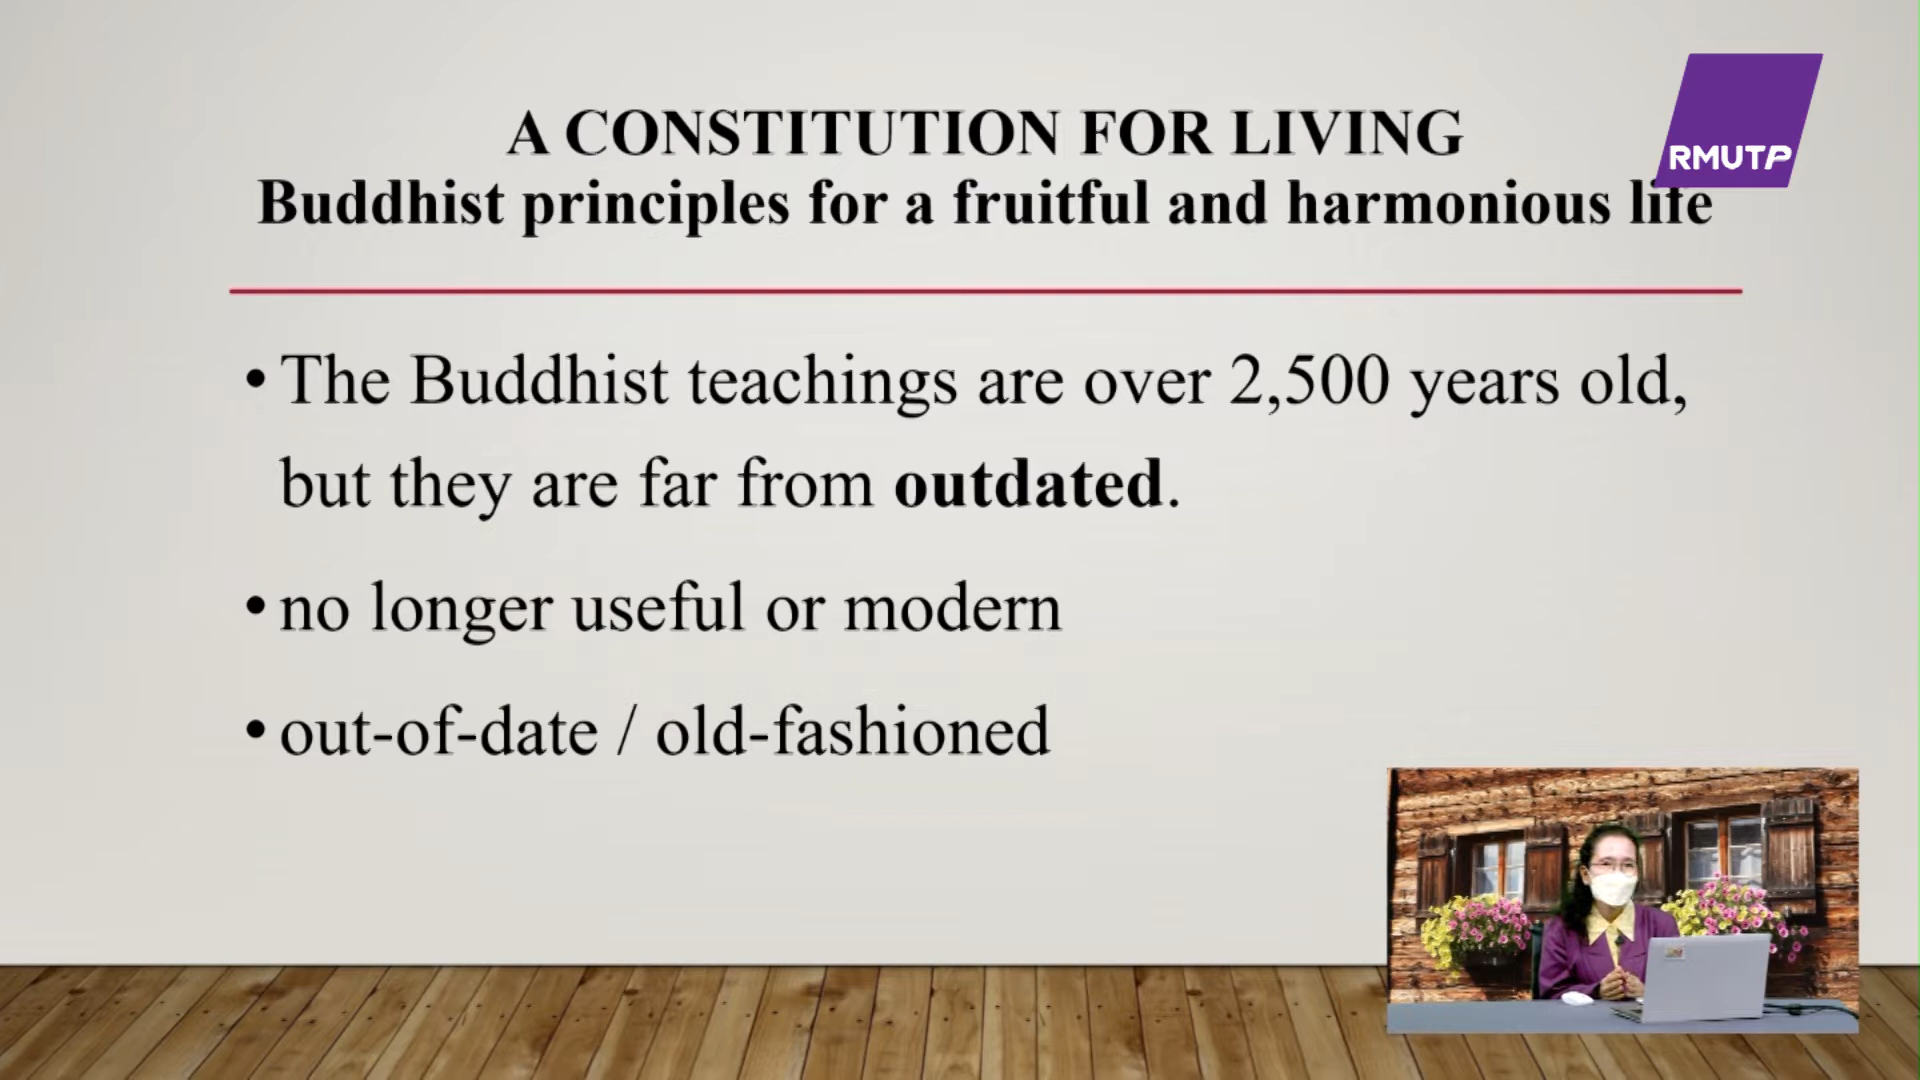 A CONSTITUTION FOR LIVING
RMUTP
Buddhist principles for a fruitful and harmonious life
• The Buddhist teachings are over 2,500 years old,
but they are far from outdated.
• no longer useful or modern
• out-of-date / old-fashioned